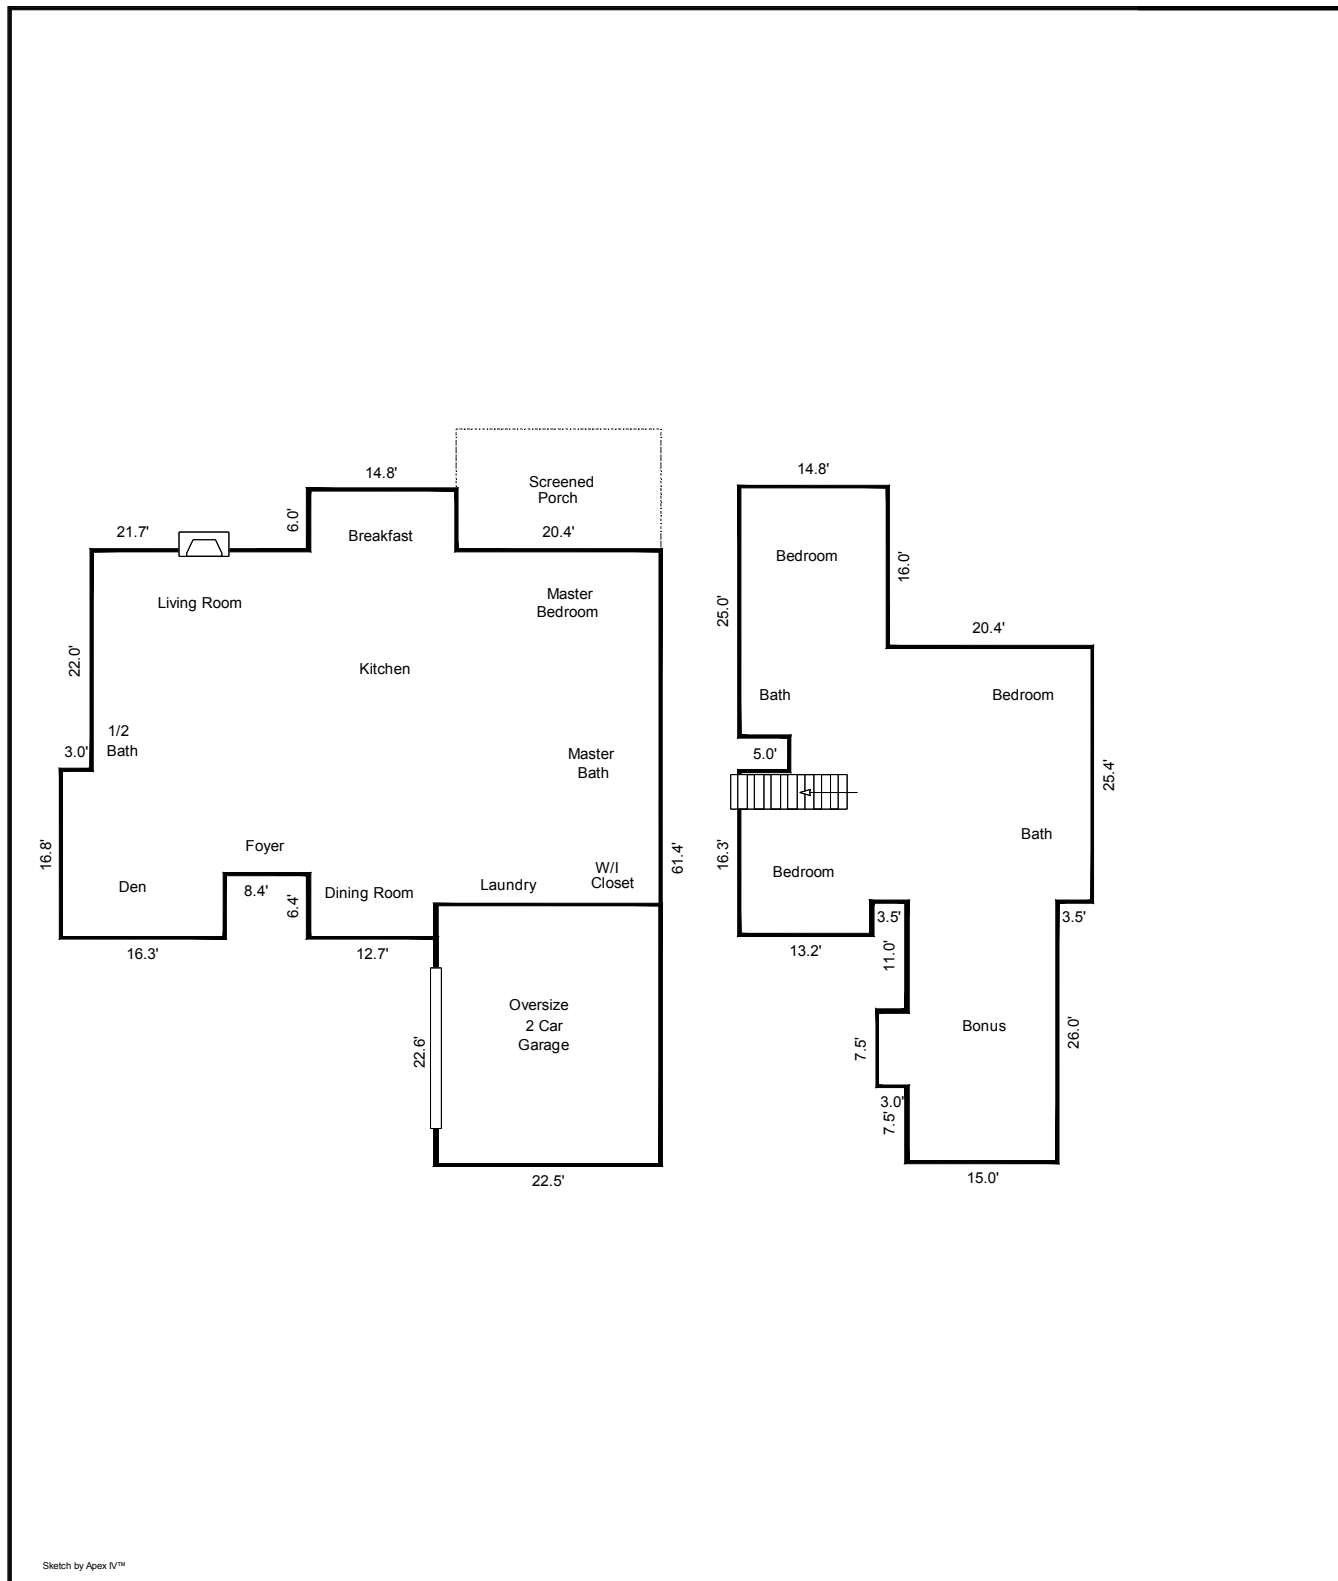 14.8'
Screened
Porch
6.0'
21.7'
Breakfast
20.4'
Living Room
Master
Bedroom
22.0'
Kitchen
1/2
Bath
3.0'
Master
Bath
16.8'
Foyer
61.4'
Den
8.4'
6.4'
Dining Room
Laundry
W/I
Closet
16.3'
12.7'
Oversize
2 Car
Garage
22.6'
22.5'
14.8'
Bedroom
16.0'
25.0'
20.4'
Bath
Bedroom
5.0'
25.4'
16.3'
Bath
Bedroom
3.5'
3.5'
13.2'
11.0'
Bonus
26.0'
7.5'
3.0'
7.5'
15.0'
Sketch by Apex IV™